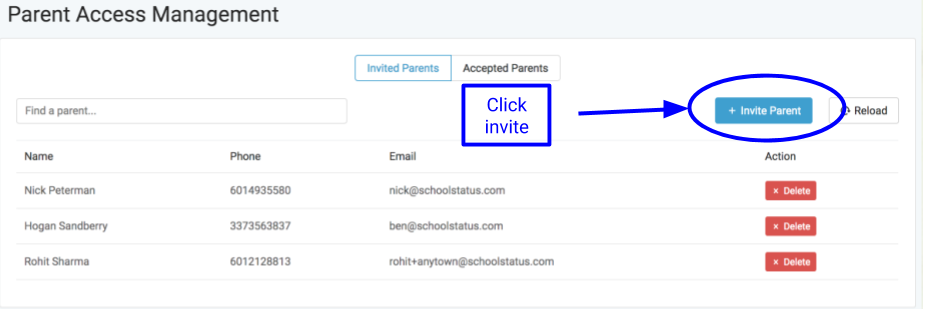 Parent Access Management
Invited Parents Accepted Parents
Find a parent...
Click
invite
+ Invite Parent
Reload
Name Phone Email Action
Nick Peterman 6014935580 nick@schoolstatus.com × Delete
Hogan Sandberry 3373563837 ben@schoolstatus.com × Delete
Rohit Sharma 6012128813 rohit+anytown@schoolstatus.com × Delete